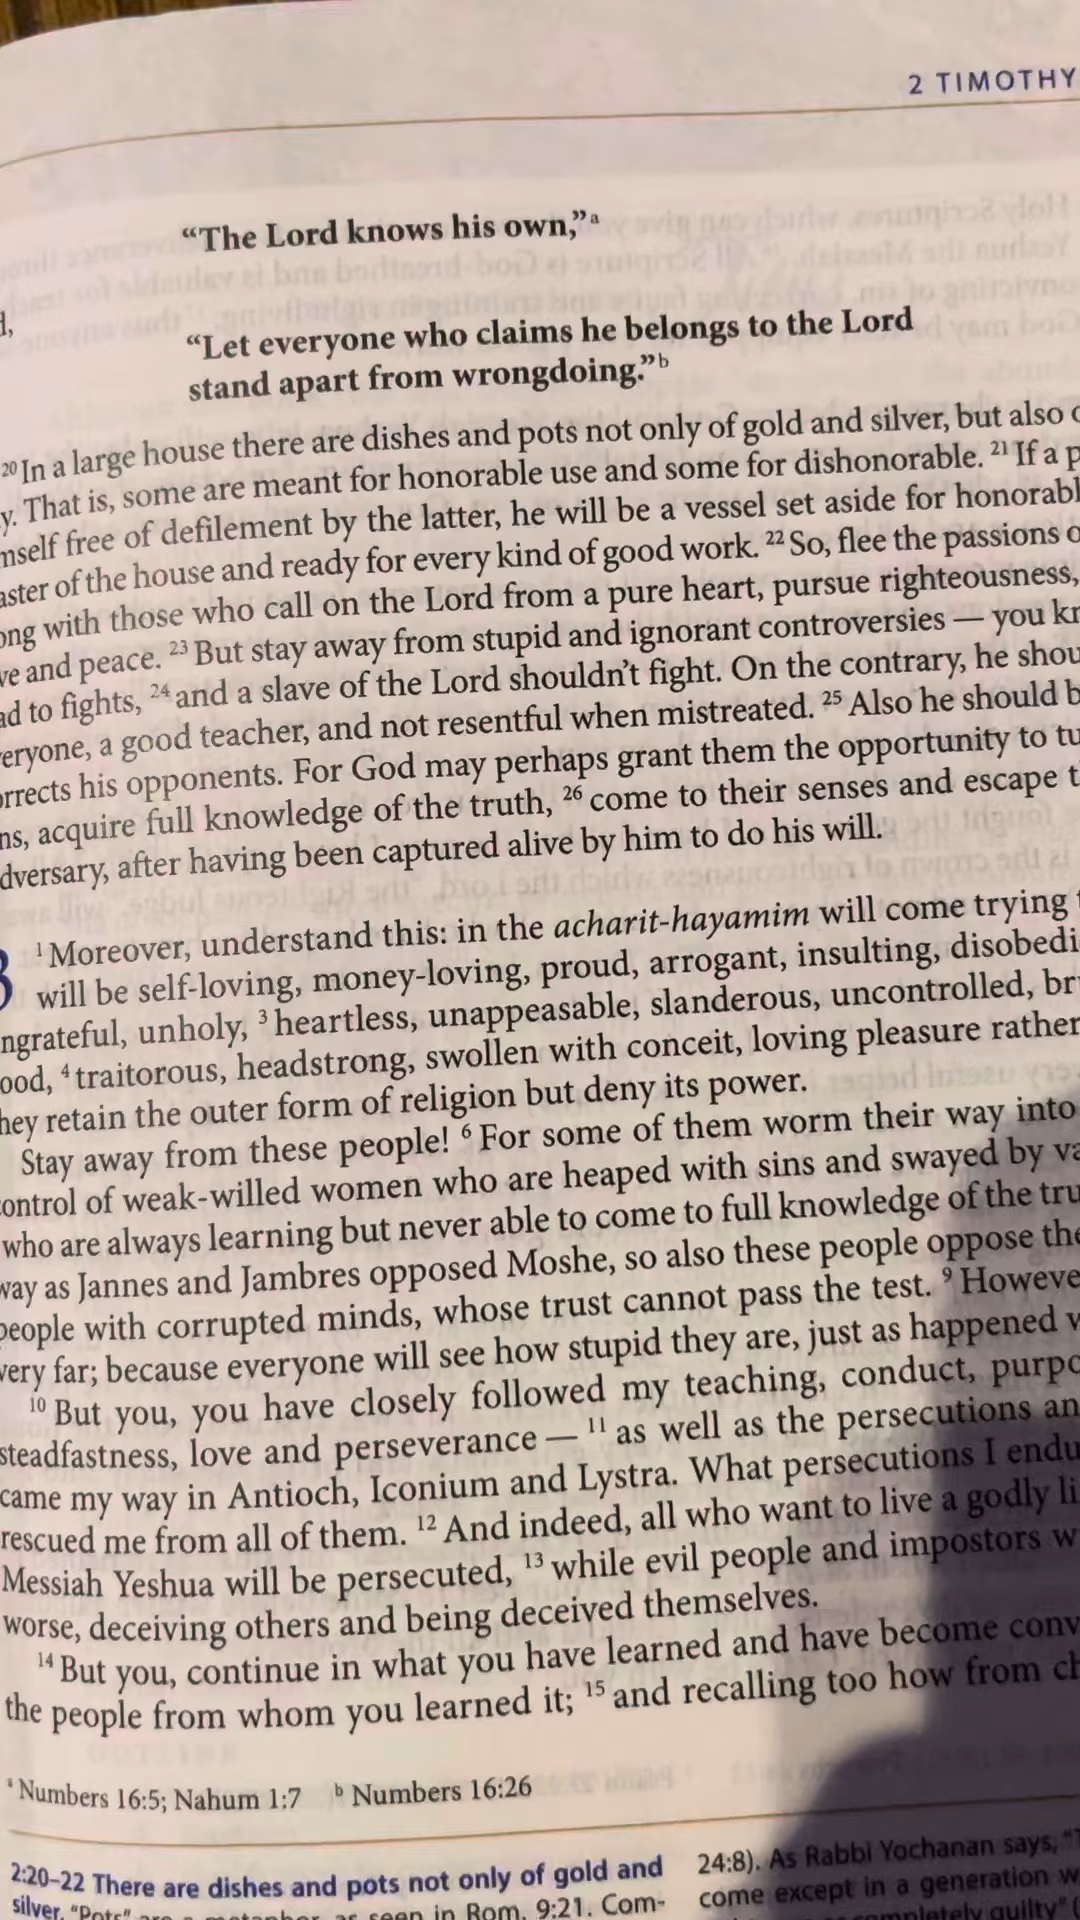 2 TIMOTHY
“The Lord knows his own,”a
“Let everyone who claims he belongs to the Lord
stand apart from wrongdoing.”b
20 In a large house there are dishes and pots not only of gold and silver, but also
y. That is, some are meant for honorable use and some for dishonorable. 21 If a p
mself free of defilement by the latter, he will be a vessel set aside for honorabl
aster of the house and ready for every kind of good work. 22 So, flee the passions o
ong with those who call on the Lord from a pure heart, pursue righteousness,
ve and peace. 23 But stay away from stupid and ignorant controversies — you kn
ad to fights, 24 and a slave of the Lord shouldn’t fight. On the contrary, he shou
eryone, a good teacher, and not resentful when mistreated. 25 Also he should b
orrects his opponents. For God may perhaps grant them the opportunity to tu
ns, acquire full knowledge of the truth, 26 come to their senses and escape t
dversary, after having been captured alive by him to do his will.
3 1 Moreover, understand this: in the acharit-hayamim will come trying
will be self-loving, money-loving, proud, arrogant, insulting, disobedi
ngrateful, unholy, 3 heartless, unappeasable, slanderous, uncontrolled, br
ood, 4 traitorous, headstrong, swollen with conceit, loving pleasure rather
hey retain the outer form of religion but deny its power.
Stay away from these people! 6 For some of them worm their way into
ontrol of weak-willed women who are heaped with sins and swayed by va
who are always learning but never able to come to full knowledge of the tru
way as Jannes and Jambres opposed Moshe, so also these people oppose the
people with corrupted minds, whose trust cannot pass the test. 9 Howeve
very far; because everyone will see how stupid they are, just as happened w
10 But you, you have closely followed my teaching, conduct, purpo
steadfastness, love and perseverance — 11 as well as the persecutions an
came my way in Antioch, Iconium and Lystra. What persecutions I endu
rescued me from all of them. 12 And indeed, all who want to live a godly li
Messiah Yeshua will be persecuted, 13 while evil people and impostors w
worse, deceiving others and being deceived themselves.
14 But you, continue in what you have learned and have become conv
the people from whom you learned it; 15 and recalling too how from ch
a Numbers 16:5; Nahum 1:7 b Numbers 16:26
2:20–22 There are dishes and pots not only of gold and
silver. “Pots” are a metaphor as seen in Rom. 9:21. Com-
24:8). As Rabbi Yochanan says, “
come except in a generation w
completely guilty” (